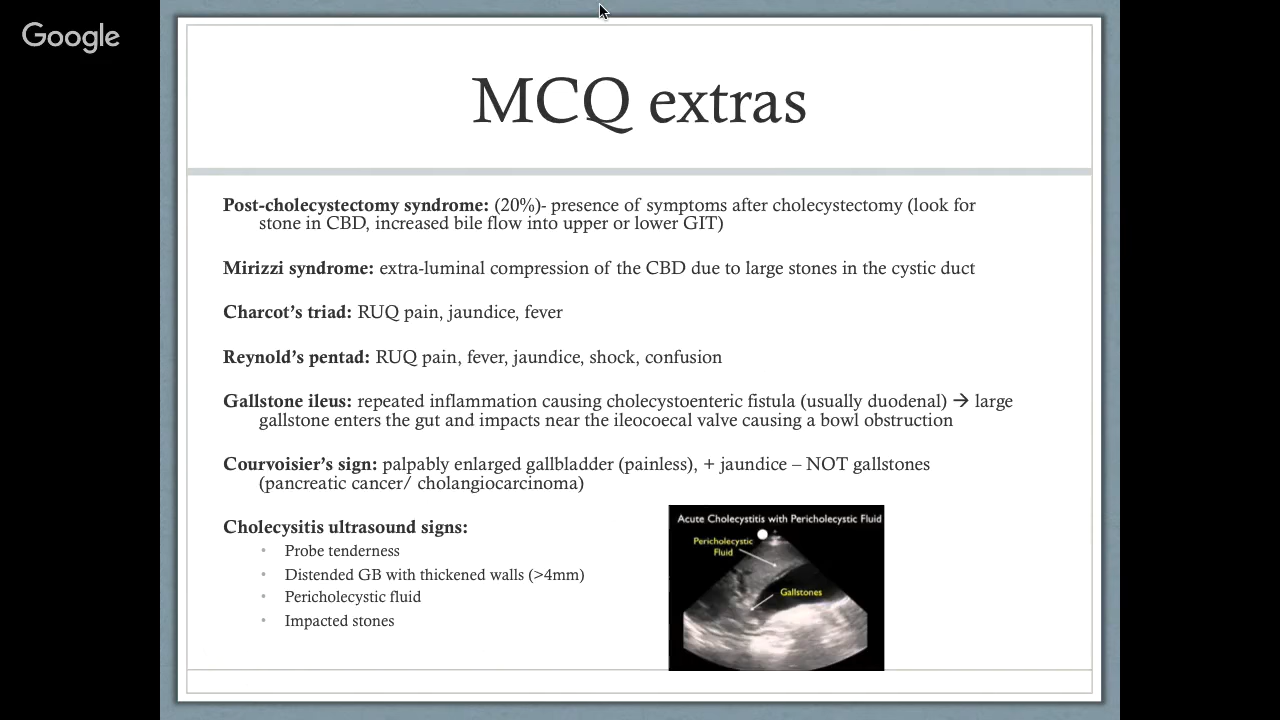 Google
MCQ extras
Post-cholecystectomy syndrome: (20%)- presence of symptoms after cholecystectomy (look for
stone in CBD, increased bile flow into upper or lower GIT)
Mirizzi syndrome: extra-luminal compression of the CBD due to large stones in the cystic duct
Charcot’s triad: RUQ pain, jaundice, fever
Reynold’s pentad: RUQ pain, fever, jaundice, shock, confusion
Gallstone ileus: repeated inflammation causing cholecystoenteric fistula (usually duodenal) → large
gallstone enters the gut and impacts near the ileocoecal valve causing a bowl obstruction
Courvoisier’s sign: palpably enlarged gallbladder (painless), + jaundice – NOT gallstones
(pancreatic cancer/ cholangiocarcinoma)
Cholecysitis ultrasound signs:
• Probe tenderness
• Distended GB with thickened walls (>4mm)
• Pericholecystic fluid
• Impacted stones
Acute Cholecystitis with Pericholecystic Fluid
Pericholecystic
Fluid
Gallstones